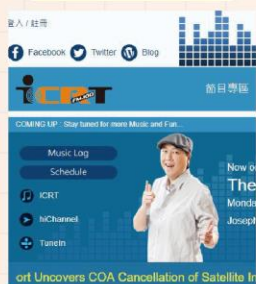 登入 / 註冊
Facebook Twitter Blog
ICRT FM100
節目專區
COMING UP : Stay tuned for more Music and Fun...
Music Log
Schedule
ICRT
hiChannel
TuneIn
Now on
The
Monda
Joseph
ort Uncovers COA Cancellation of Satellite In